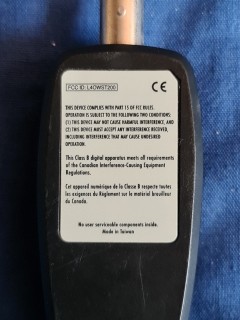 FCC ID: L4OWST200
CE
THIS DEVICE COMPLIES WITH PART 15 OF FCC RULES.
OPERATION IS SUBJECT TO THE FOLLOWING TWO CONDITIONS:
(1) THIS DEVICE MAY NOT CAUSE HARMFUL INTERFERENCE, AND
(2) THIS DEVICE MUST ACCEPT ANY INTERFERENCE RECEIVED,
INCLUDING INTERFERENCE THAT MAY CAUSE UNDESIRED
OPERATION.
This Class B digital apparatus meets all requirements
of the Canadian Interference-Causing Equipment
Regulations.
Cet appareil numérique de la Classe B respecte toutes
les exigences du Règlement sur le matériel brouilleur
du Canada.
No user serviceable components inside.
Made in Taiwan